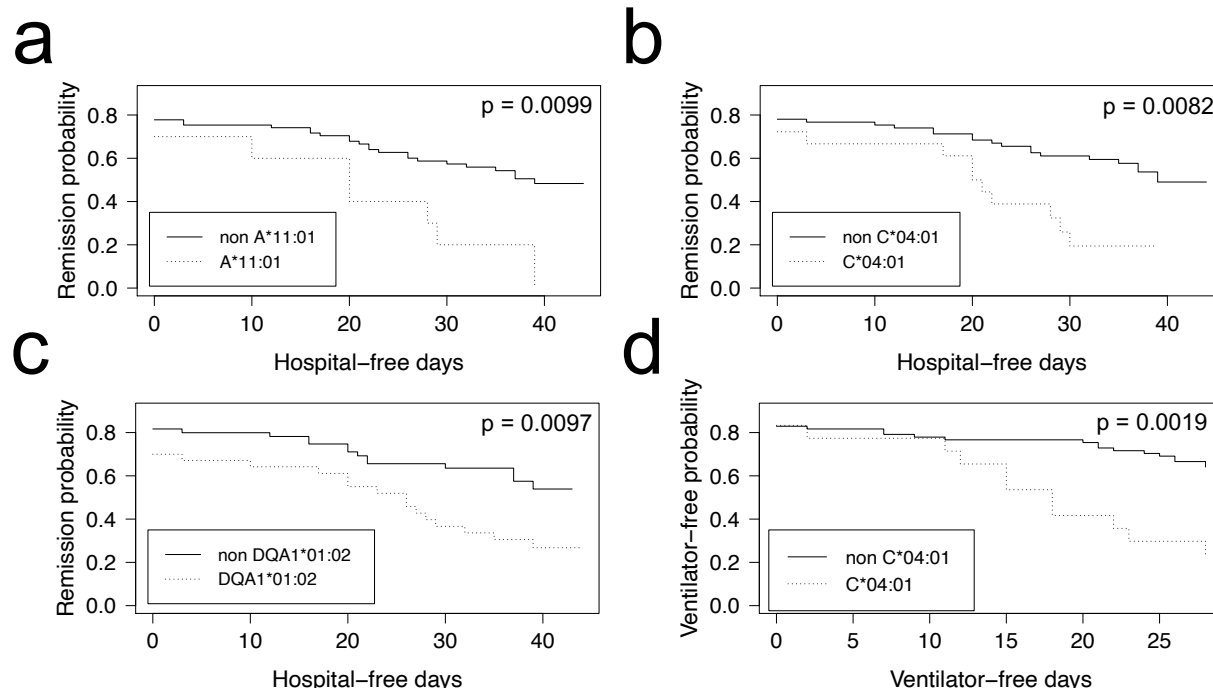 a
p = 0.0099
Remission probability
0.8
0.6
0.4
0.2
0.0
non A*11:01
A*11:01
0 10 20 30 40
Hospital–free days
b
p = 0.0082
Remission probability
0.8
0.6
0.4
0.2
0.0
non C*04:01
C*04:01
0 10 20 30 40
Hospital–free days
c
p = 0.0097
Remission probability
0.8
0.6
0.4
0.2
0.0
non DQA1*01:02
DQA1*01:02
0 10 20 30 40
Hospital–free days
d
p = 0.0019
Ventilator–free probability
0.8
0.6
0.4
0.2
0.0
non C*04:01
C*04:01
0 5 10 15 20 25
Ventilator–free days